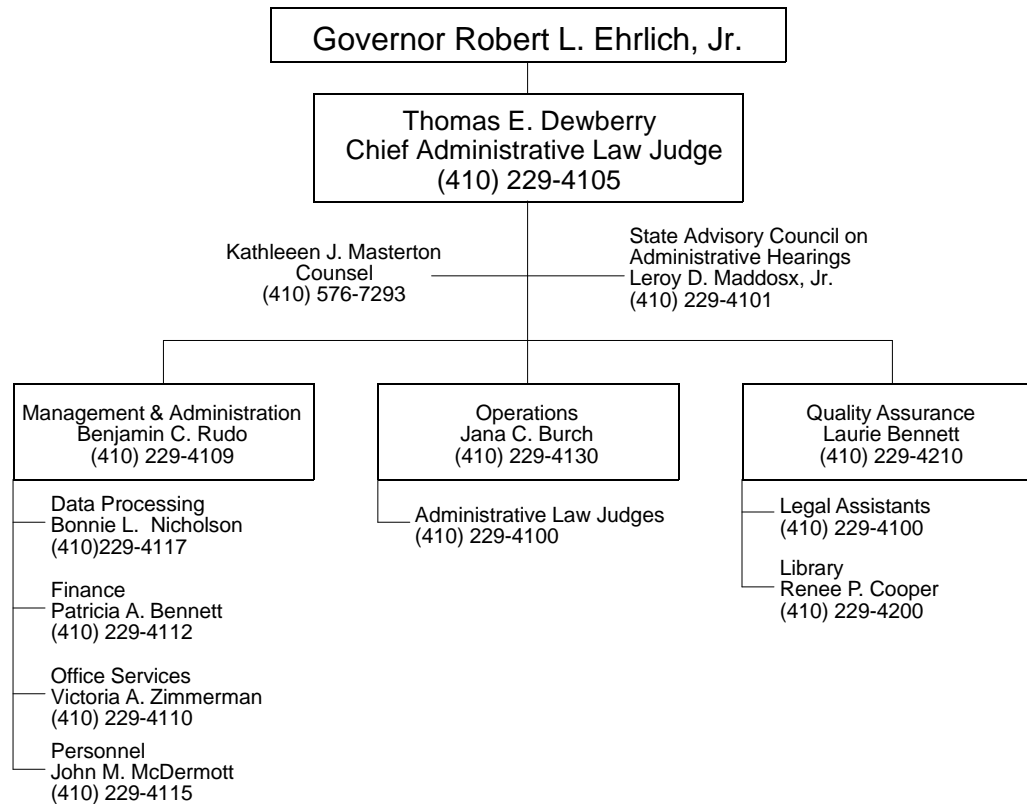 Governor Robert L. Ehrlich, Jr.
Thomas E. Dewberry
Chief Administrative Law Judge
(410) 229-4105
Kathleeen J. Masterton
Counsel
(410) 576-7293
State Advisory Council on
Administrative Hearings
Leroy D. Maddosx, Jr.
(410) 229-4101
Management & Administration
Benjamin C. Rudo
(410) 229-4109
Data Processing
Bonnie L.  Nicholson
(410)229-4117
Finance
Patricia A. Bennett
(410) 229-4112
Office Services
Victoria A. Zimmerman
(410) 229-4110
Personnel
John M. McDermott
(410) 229-4115
Operations
Jana C. Burch
(410) 229-4130
Administrative Law Judges
(410) 229-4100
Quality Assurance
Laurie Bennett
(410) 229-4210
Legal Assistants
(410) 229-4100
Library
Renee P. Cooper
(410) 229-4200